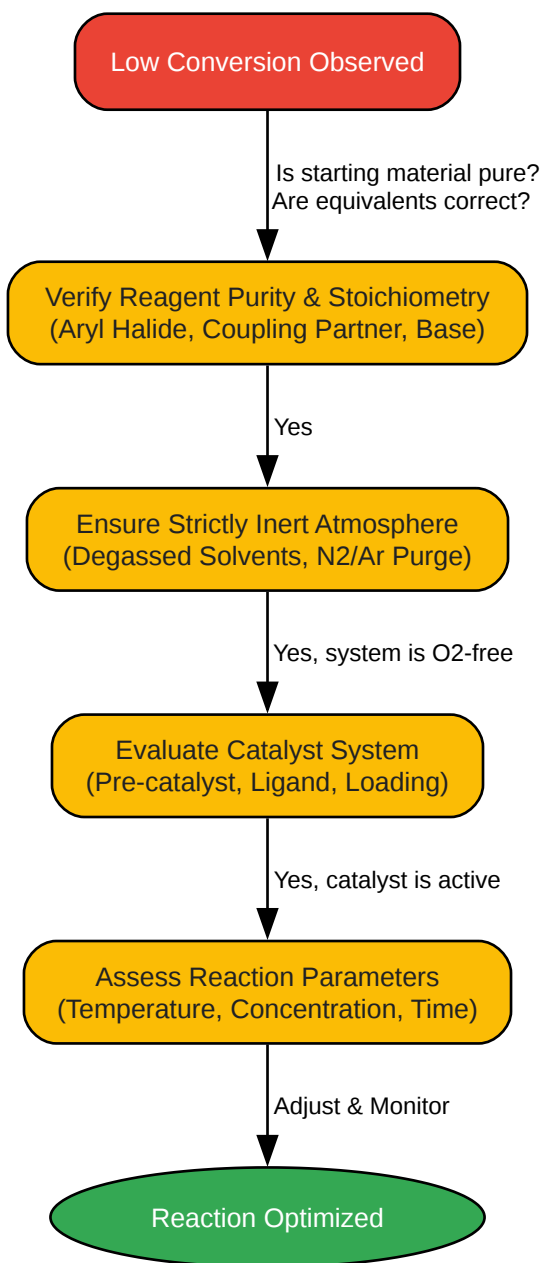 Low Conversion Observed
Is starting material pure?
Are equivalents correct?
Verify Reagent Purity & Stoichiometry
(Aryl Halide, Coupling Partner, Base)
Yes
Ensure Strictly Inert Atmosphere
(Degassed Solvents, N2/Ar Purge)
Yes, system is O2-free
Evaluate Catalyst System
(Pre-catalyst, Ligand, Loading)
Yes, catalyst is active
Assess Reaction Parameters
(Temperature, Concentration, Time)
Adjust & Monitor
Reaction Optimized